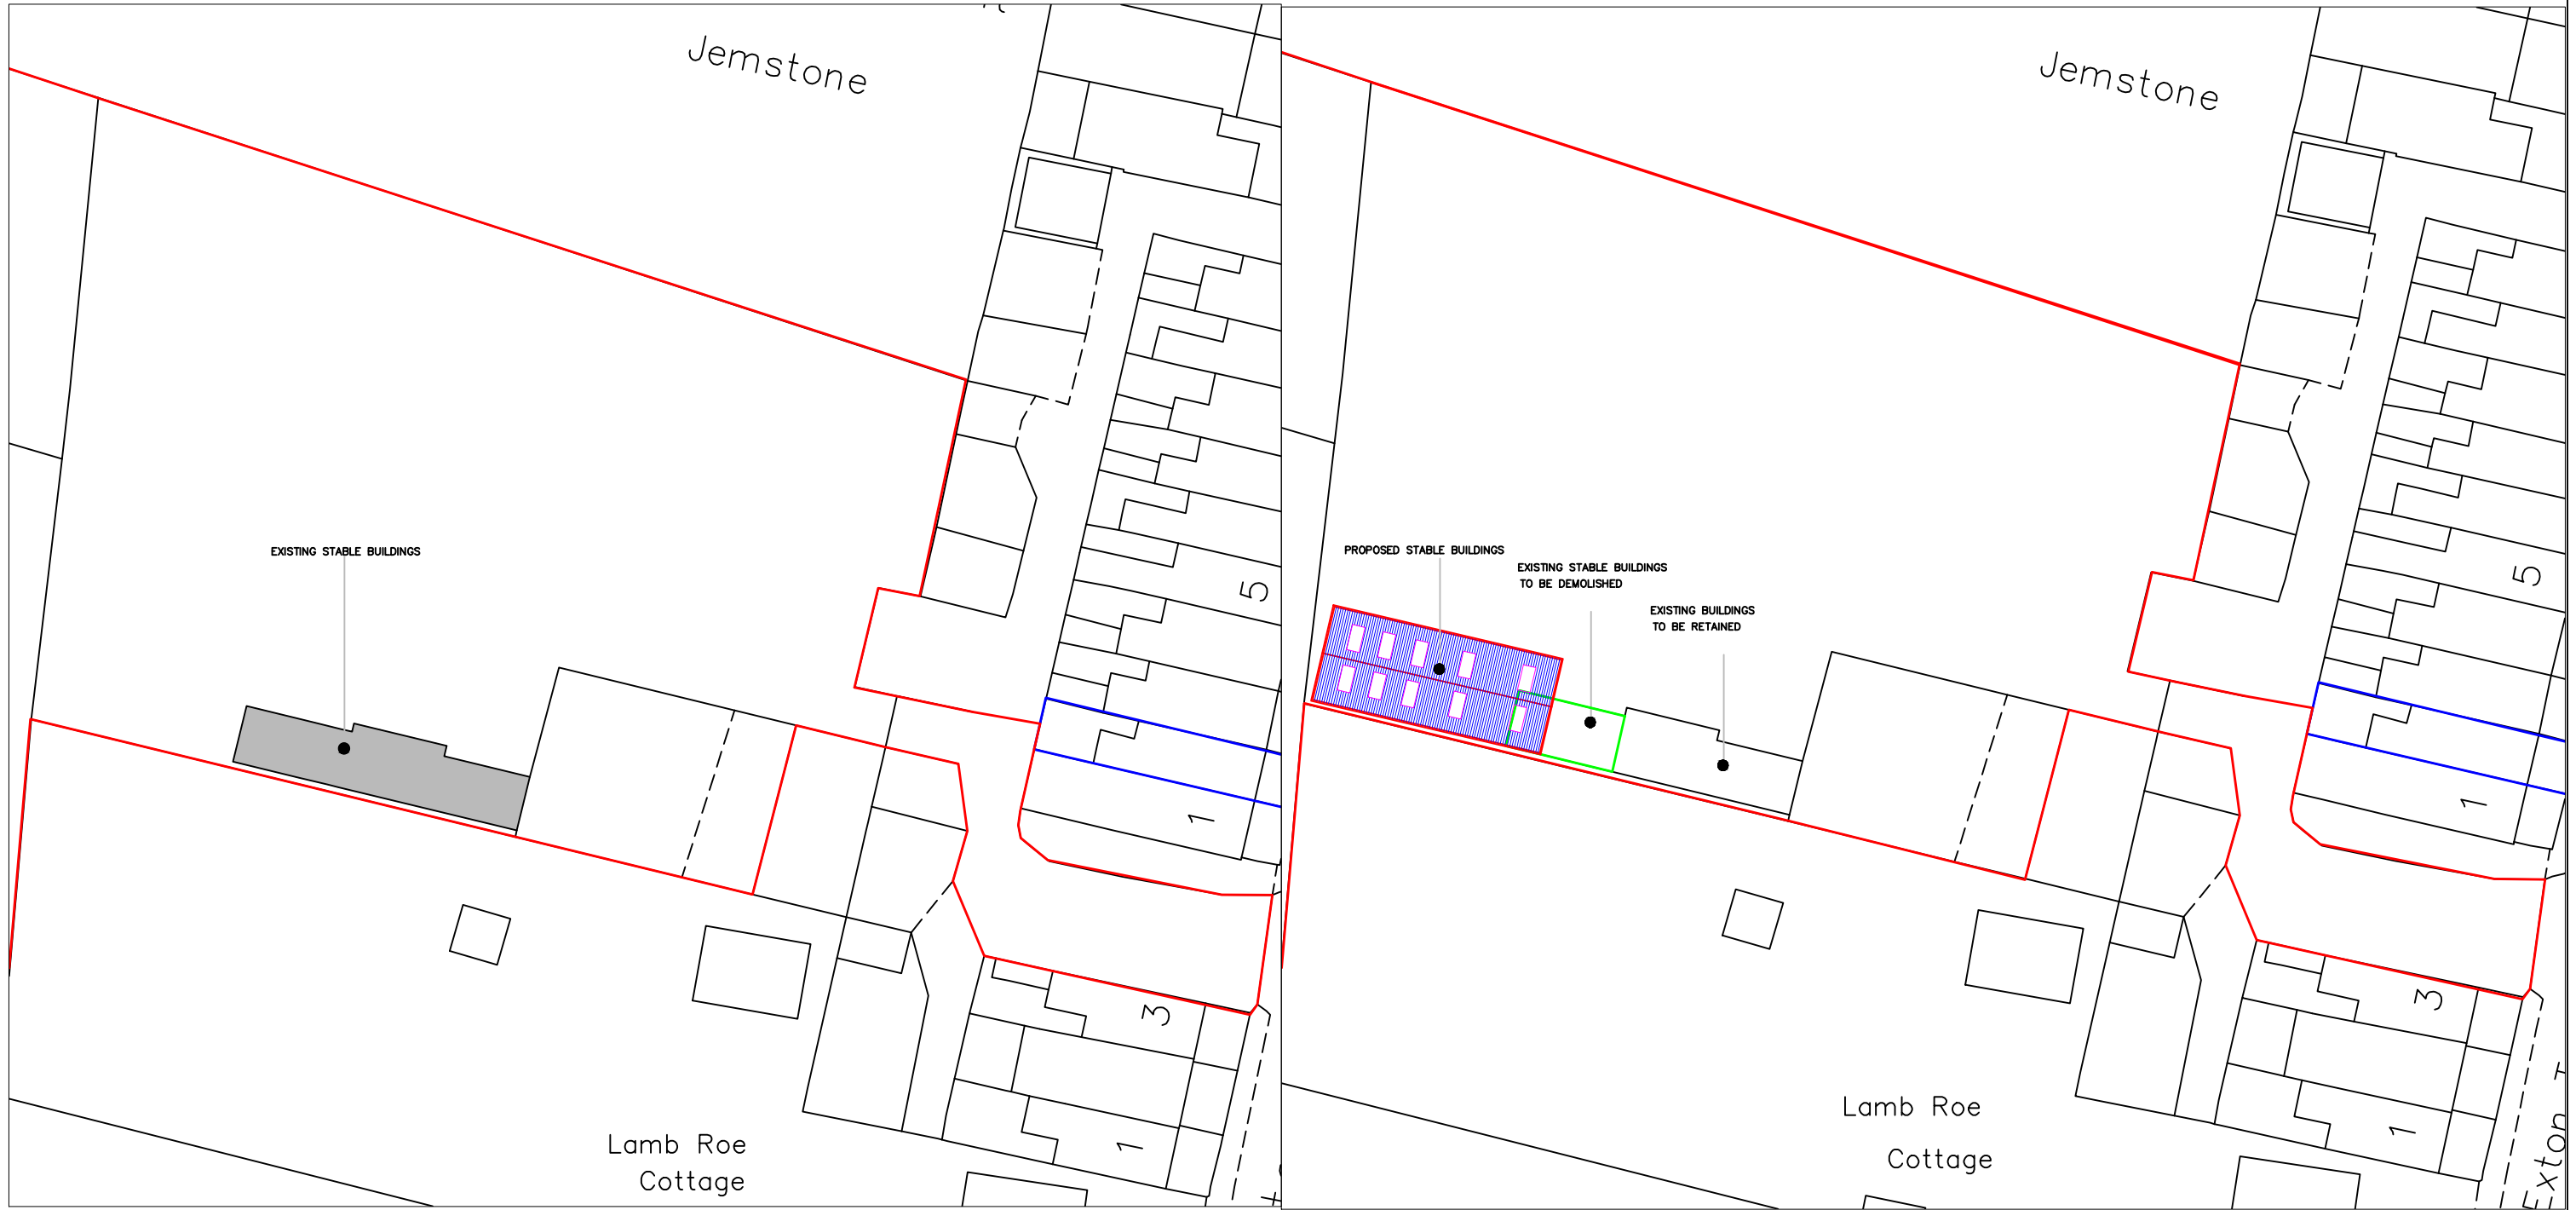 Jemstone
EXISTING STABLE BUILDINGS
5
1
3
1
Lamb Roe
Cottage
Jemstone
PROPOSED STABLE BUILDINGS
EXISTING STABLE BUILDINGS
TO BE DEMOLISHED
EXISTING BUILDINGS
TO BE RETAINED
5
1
3
1
Lamb Roe
Cottage
Exton